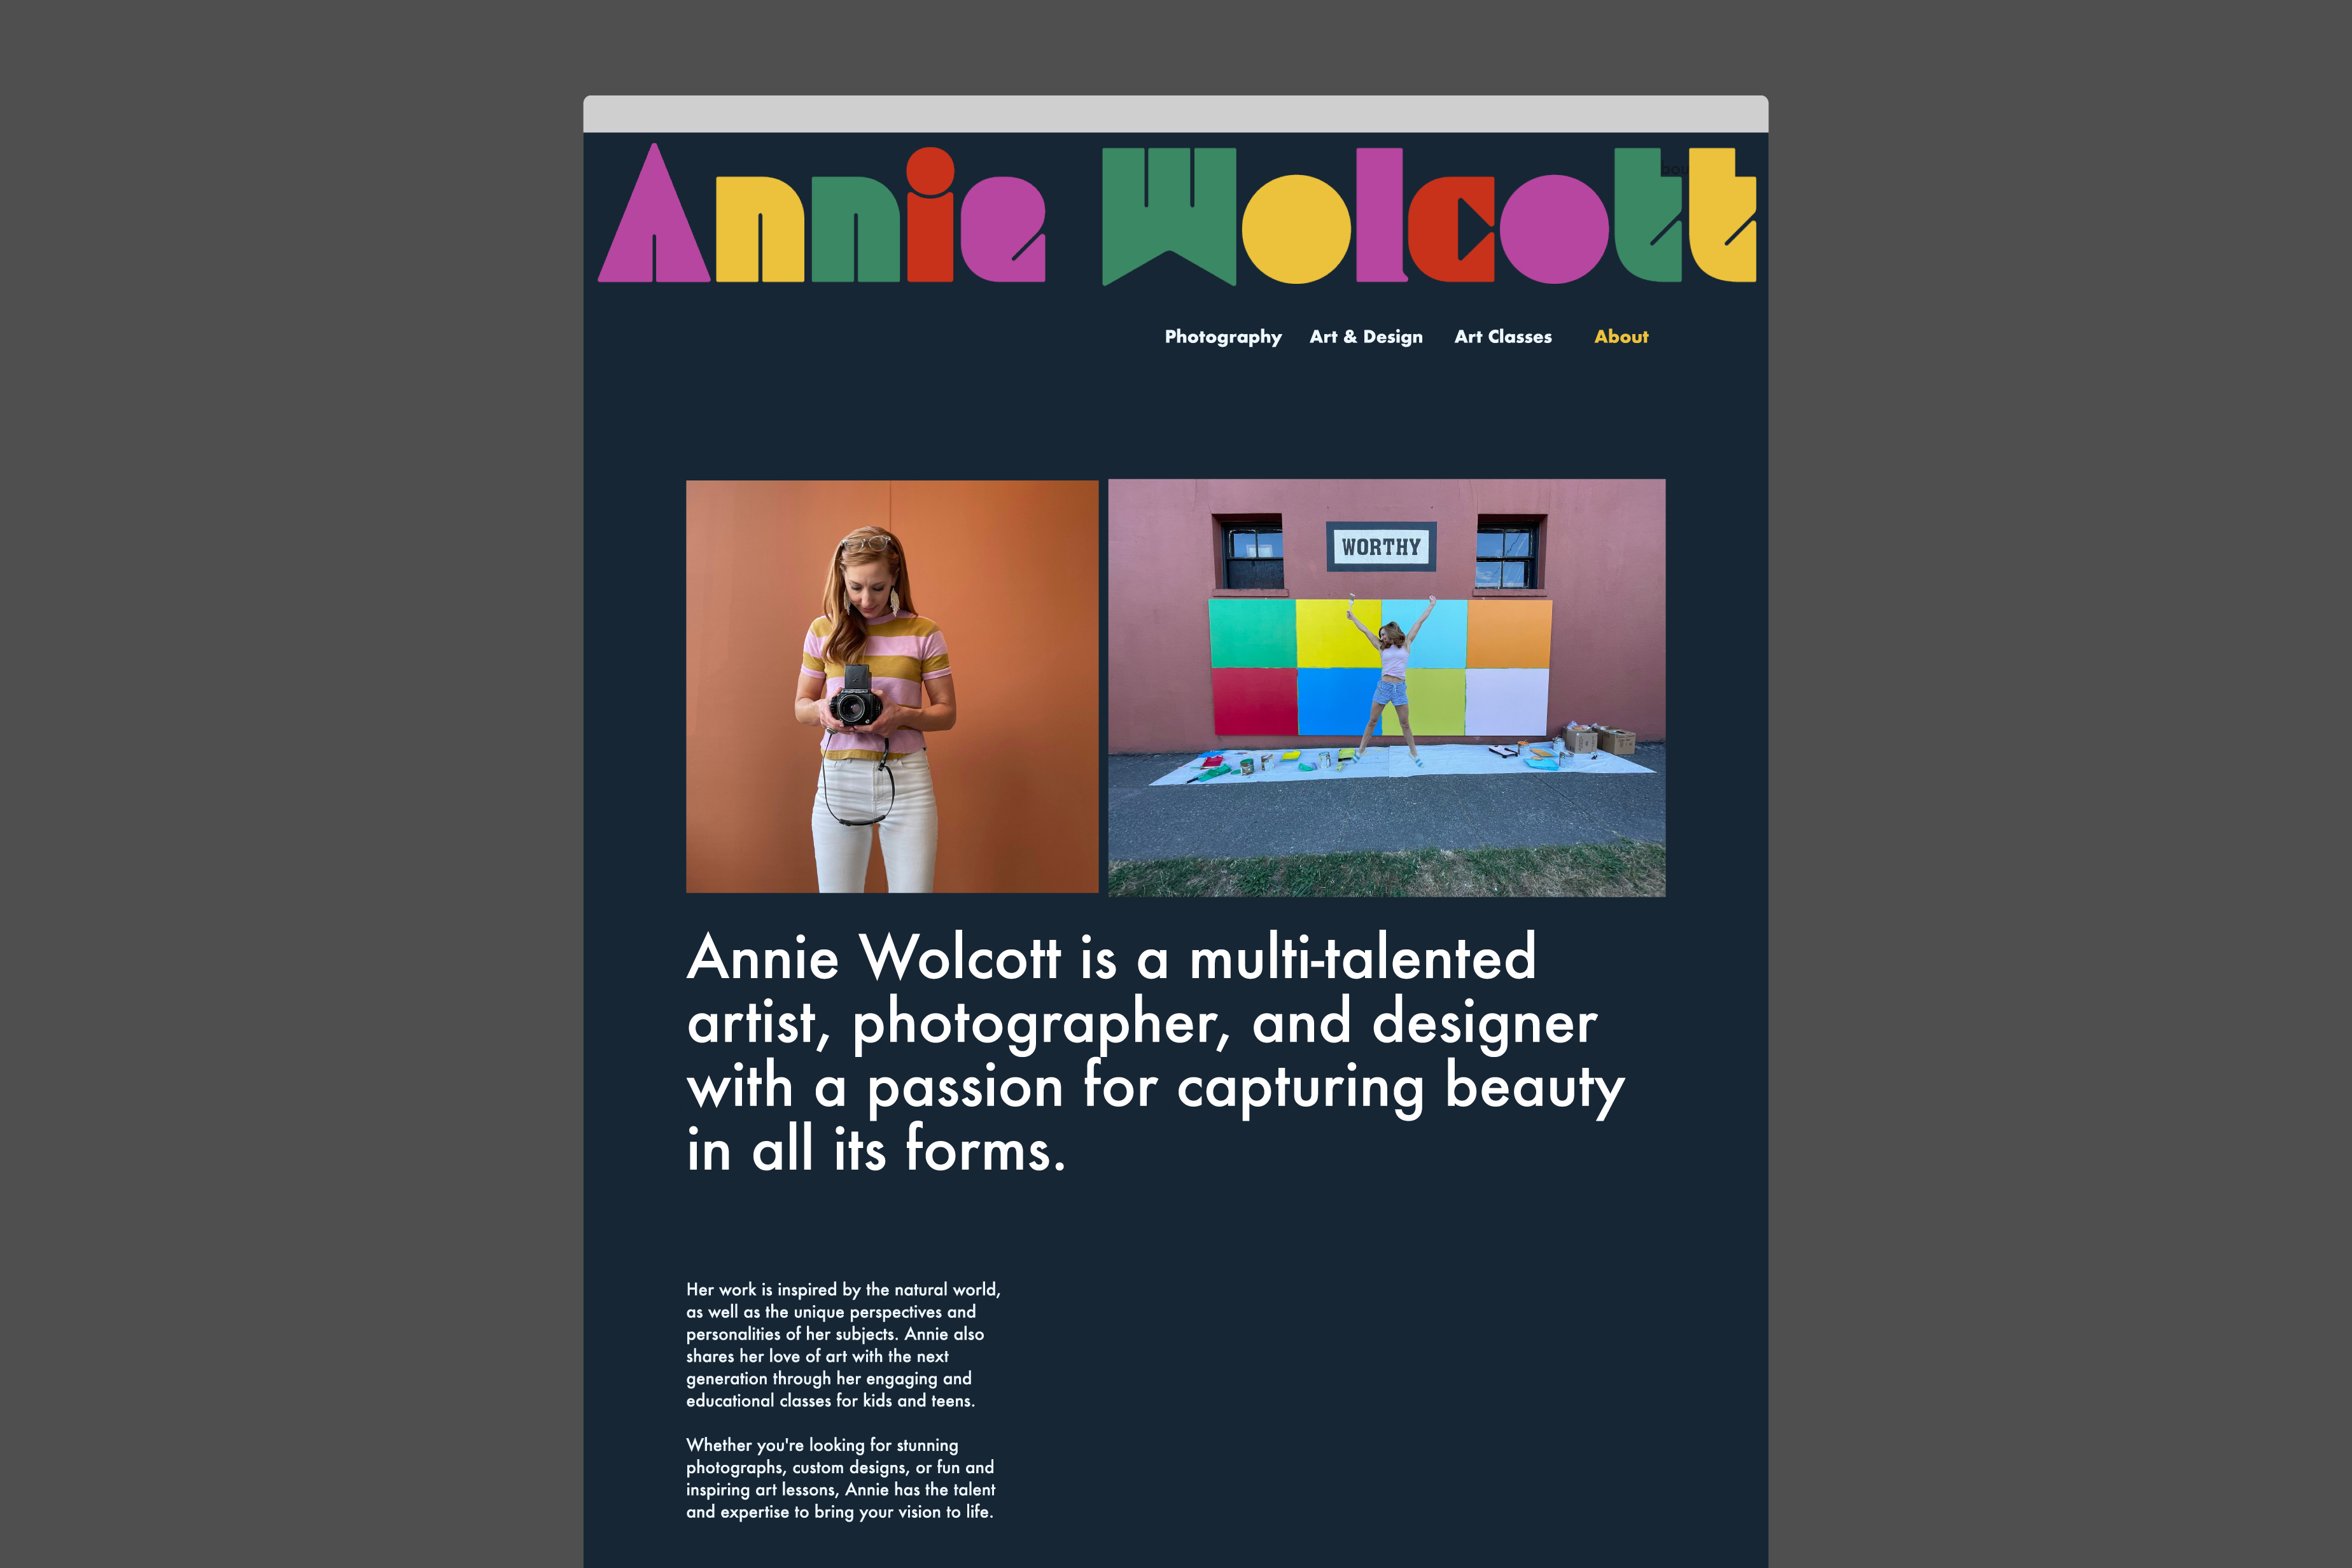 Annie Wolcott
Photography Art & Design Art Classes About
WORTHY
Annie Wolcott is a multi-talented
artist, photographer, and designer
with a passion for capturing beauty
in all its forms.
Her work is inspired by the natural world,
as well as the unique perspectives and
personalities of her subjects. Annie also
shares her love of art with the next
generation through her engaging and
educational classes for kids and teens.
Whether you're looking for stunning
photographs, custom designs, or fun and
inspiring art lessons, Annie has the talent
and expertise to bring your vision to life.